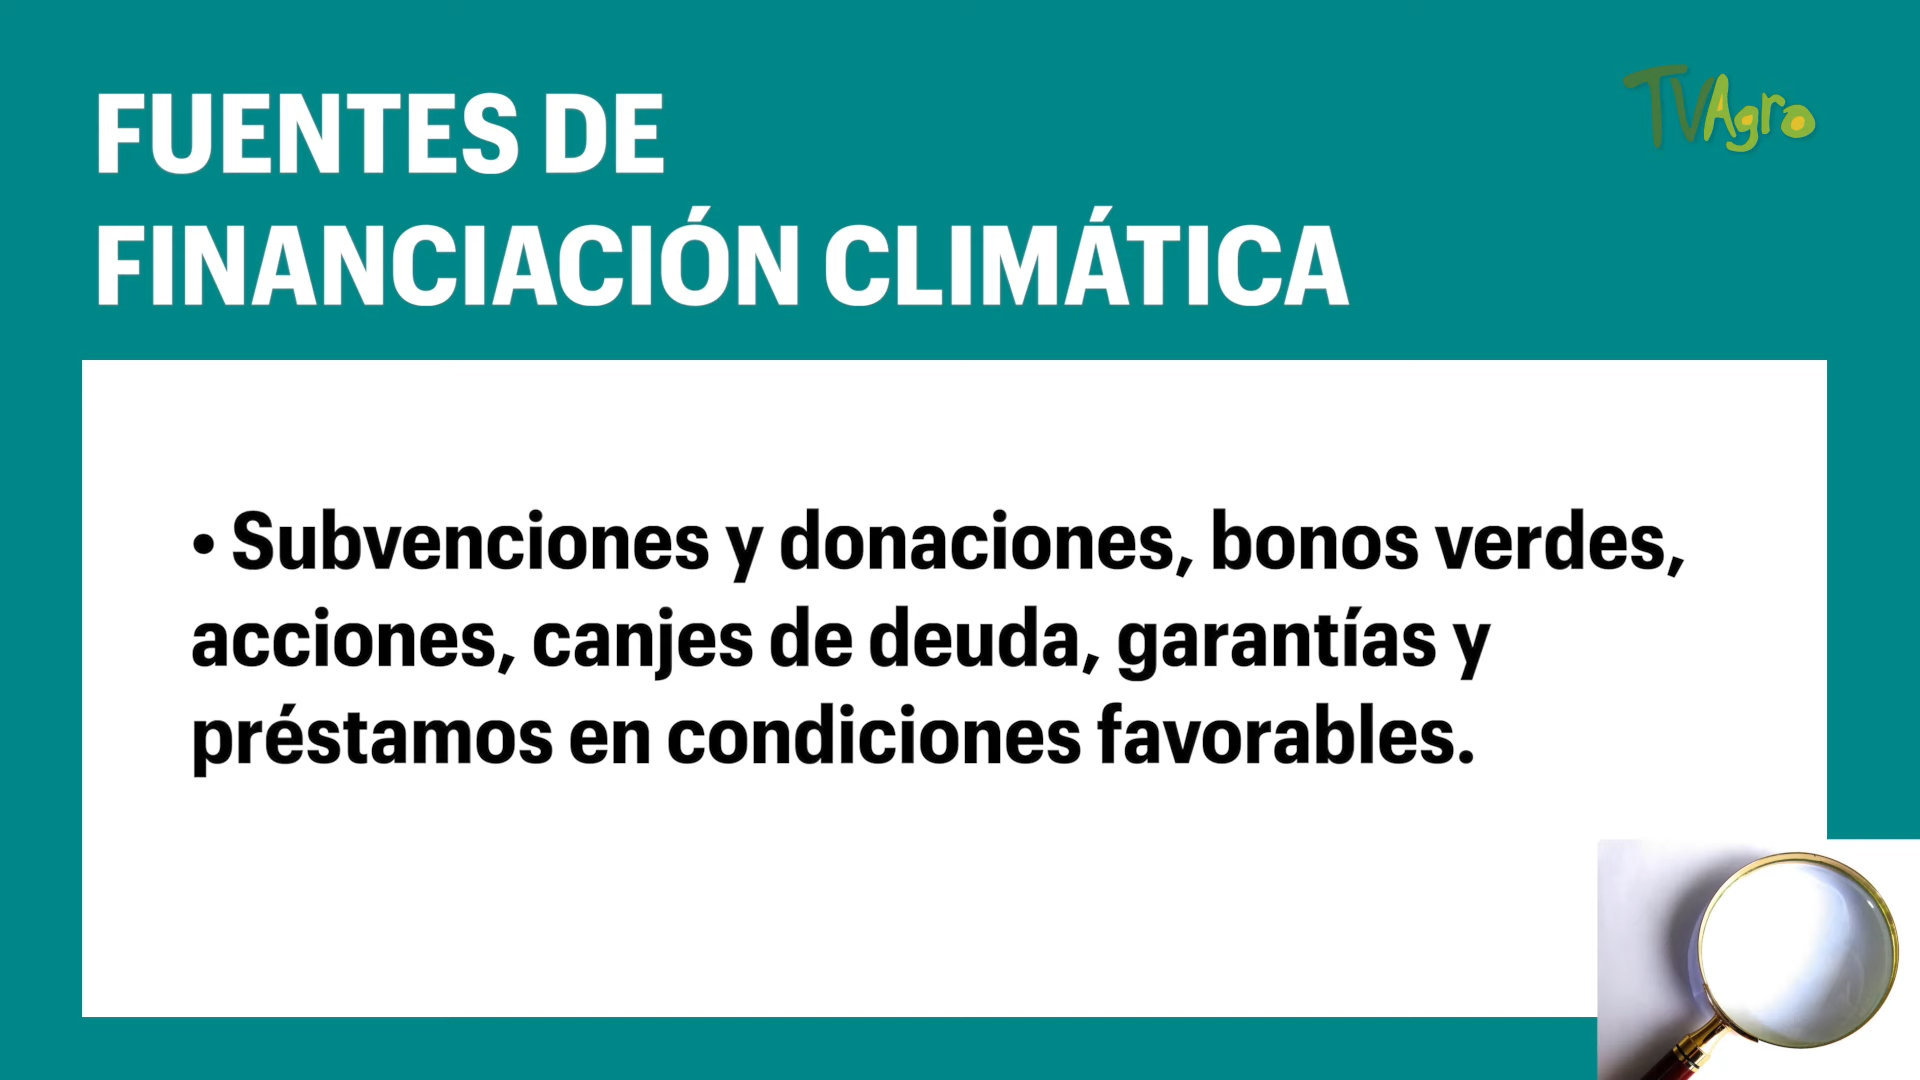 FUENTES DE
FINANCIACIÓN CLIMÁTICA
TVAgro
• Subvenciones y donaciones, bonos verdes,
acciones, canjes de deuda, garantías y
préstamos en condiciones favorables.